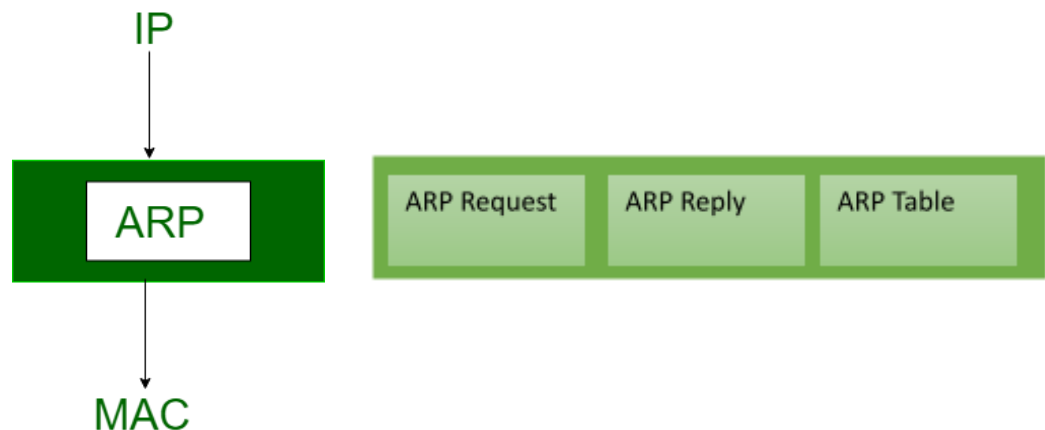 IP
ARP
MAC
ARP Request
ARP Reply
ARP Table